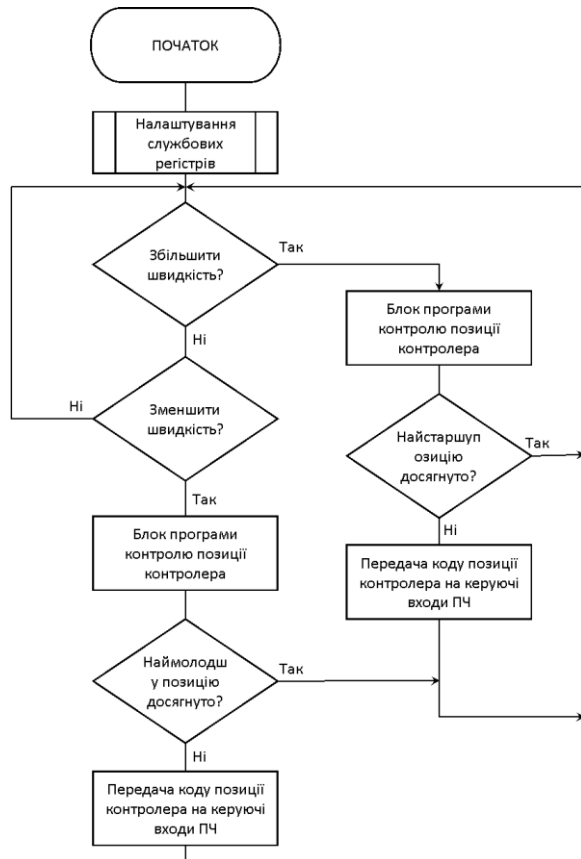 ПОЧАТОК
Налаштування
службових
регістрів
Збільшити
швидкість?
Так
Ні
Блок програми
контролю позиції
контролера
Зменшити
швидкість?
Ні
Так
Найстаршуп
озицію
досягнуто?
Так
Ні
Блок програми
контролю позиції
контролера
Передача коду позиції
контролера на керуючі
входи ПЧ
Наймолодш
у позицію
досягнуто?
Так
Ні
Передача коду позиції
контролера на керуючі
входи ПЧ